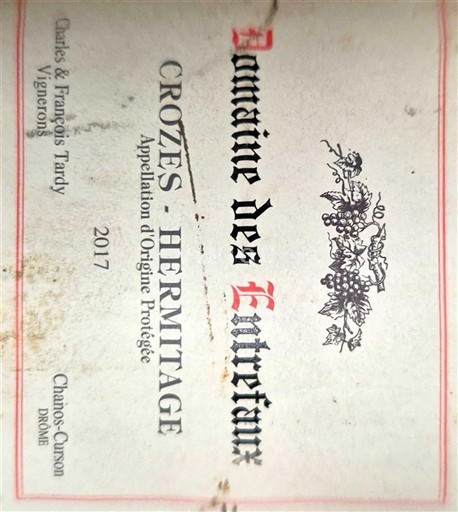 Domaine des Entrefaux
CROZES - HERMITAGE
Appellation d'Origine Protégée
2017
Charles & François Tardy
Vignerons
Chanos-Curson
DRÔME